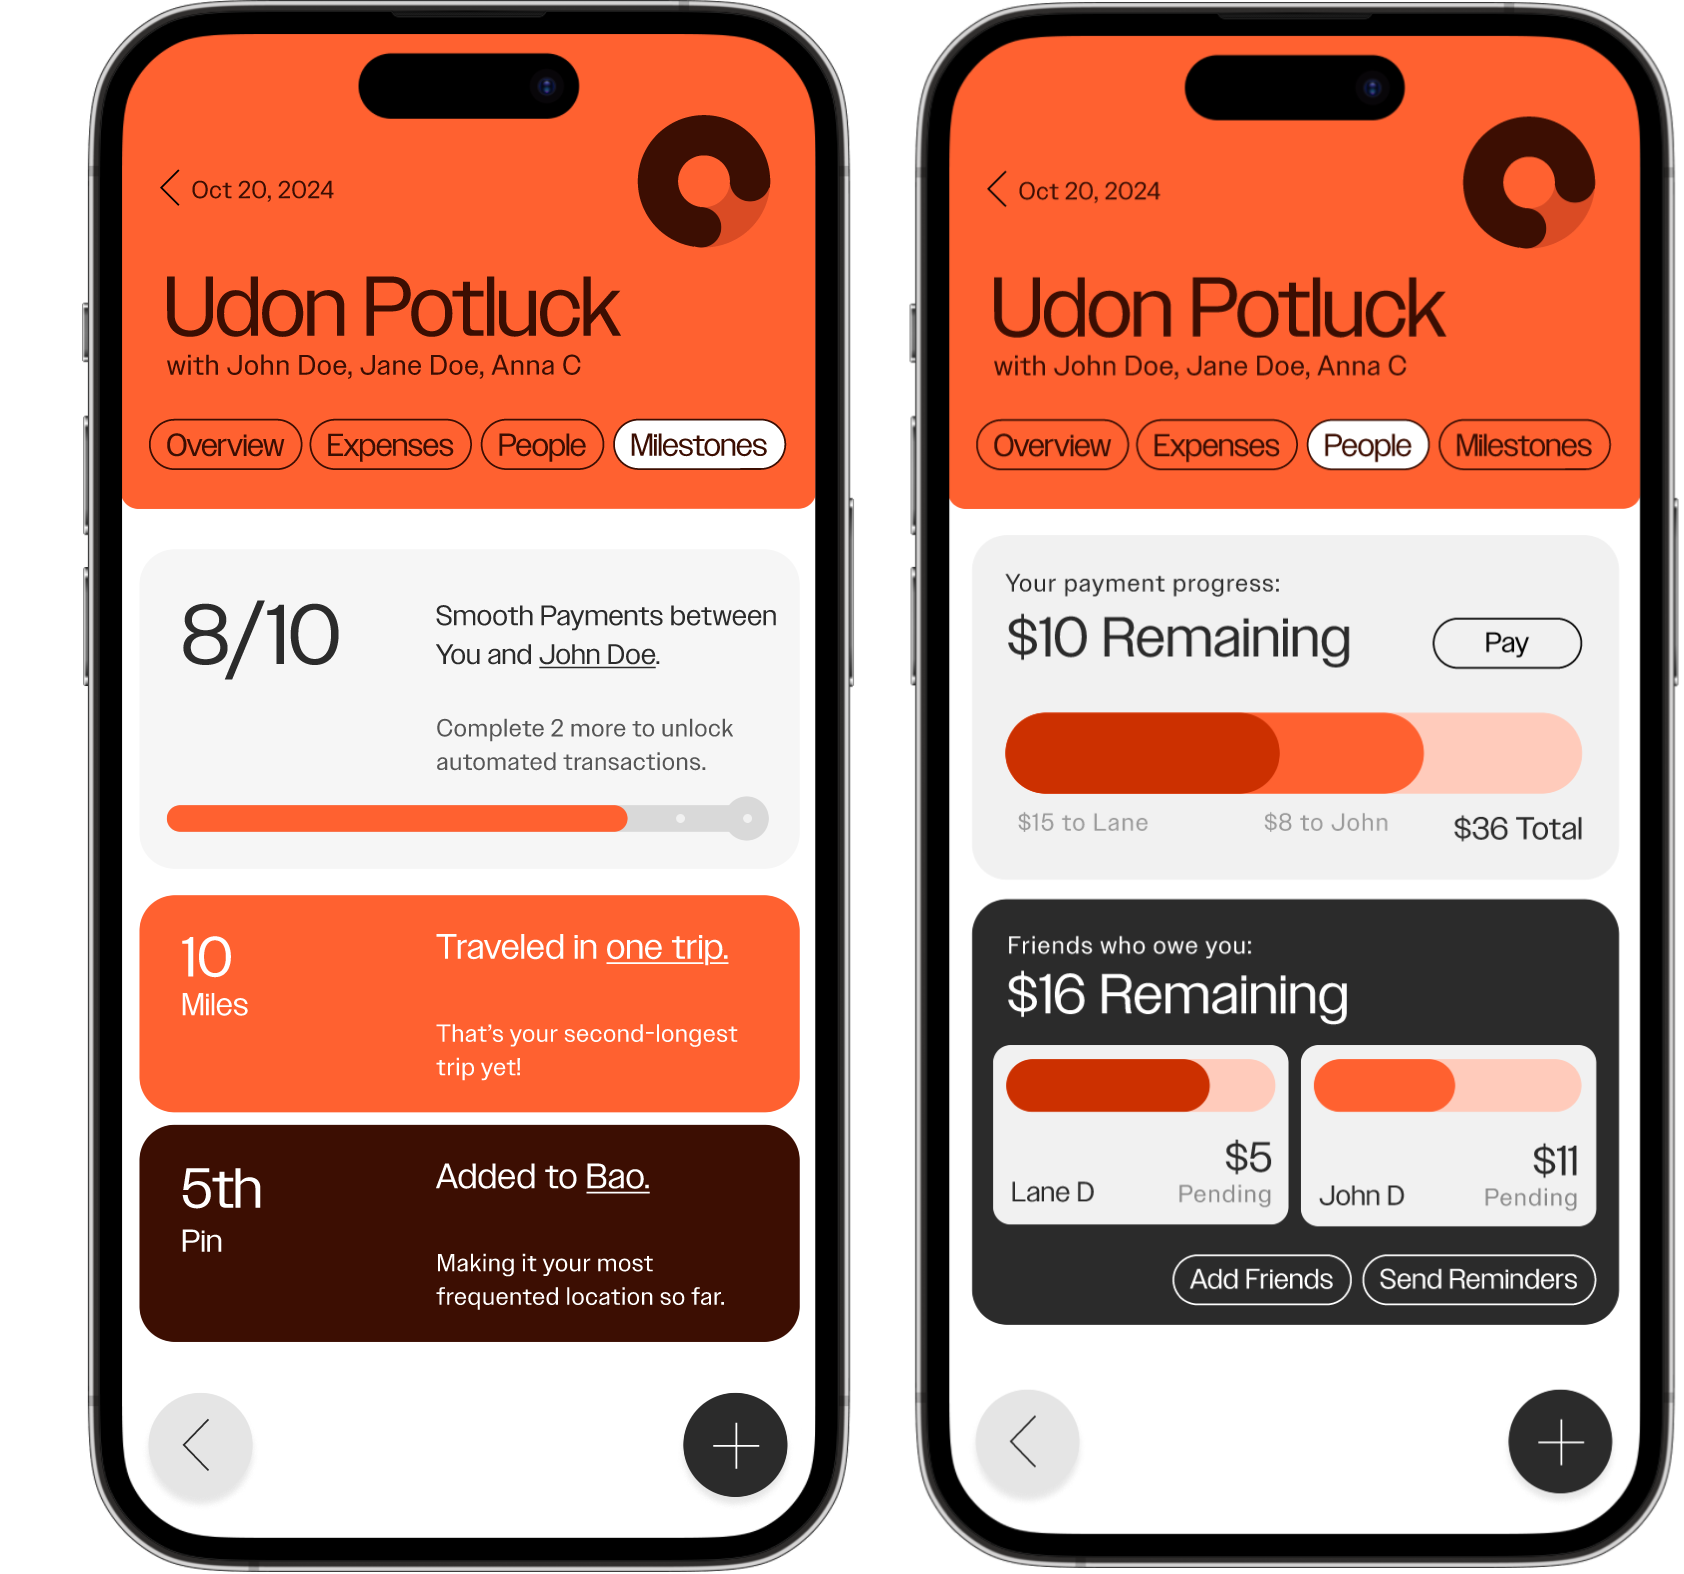 Oct 20, 2024
Udon Potluck
with John Doe, Jane Doe, Anna C
Overview Expenses People Milestones
8/10
Smooth Payments between
You and John Doe.
Complete 2 more to unlock
automated transactions.
10
Miles
Traveled in one trip.
That's your second-longest
trip yet!
5th
Pin
Added to Bao.
Making it your most
frequented location so far.
Oct 20, 2024
Udon Potluck
with John Doe, Jane Doe, Anna C
Overview Expenses People Milestones
Your payment progress:
$10 Remaining
Pay
$15 to Lane $8 to John $36 Total
Friends who owe you:
$16 Remaining
Lane D
$5
Pending
John D
$11
Pending
Add Friends Send Reminders